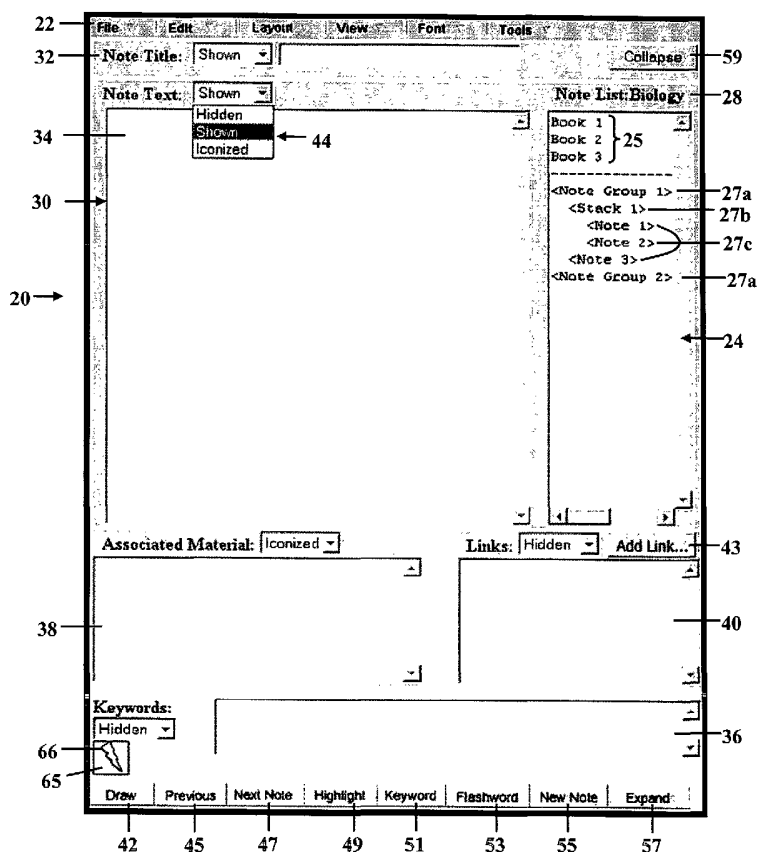 22 File Edit Layout View Font Tools
32 Note Title: Shown Collapse 59
Note Text: Shown Note List:Biology 28
Hidden
34 Shown 44
Iconized
Book 1
Book 2 25
Book 3
30 <Note Group 1> 27a
<Stack 1> 27b
<Note 1>
<Note 2> 27c
<Note 3>
<Note Group 2> 27a
20
24
Associated Material: Iconized Links: Hidden Add Link... 43
38 40
Keywords:
Hidden 36
66
65
Draw Previous Next Note Highlight Keyword Flashword New Note Expand
42 45 47 49 51 53 55 57